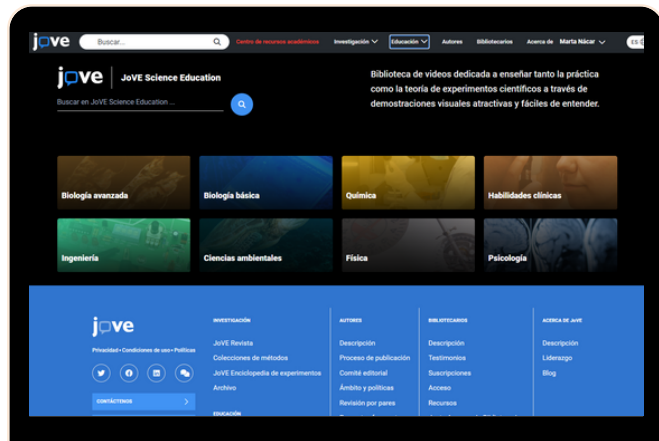 jove
Buscar...
Centro de recursos académicos
Investigación
Educación
Autores
Bibliotecarios
Acerca de
Marta Nácar
ES
jove
JoVE Science Education
Buscar en JoVE Science Education ...
Biblioteca de videos dedicada a enseñar tanto la práctica
como la teoría de experimentos científicos a través de
demostraciones visuales atractivas y fáciles de entender.
Biología avanzada
Biología básica
Química
Habilidades clínicas
Ingeniería
Ciencias ambientales
Física
Psicología
jove
Privacidad • Condiciones de uso • Políticas
CONTÁCTENOS
INVESTIGACIÓN
JoVE Revista
Colecciones de métodos
JoVE Enciclopedia de experimentos
Archivo
EDUCACIÓN
AUTORES
Descripción
Proceso de publicación
Comité editorial
Ámbito y políticas
Revisión por pares
BIBLIOTECARIOS
Descripción
Testimonios
Suscripciones
Acceso
Recursos
ACERCA DE JoVE
Descripción
Liderazgo
Blog